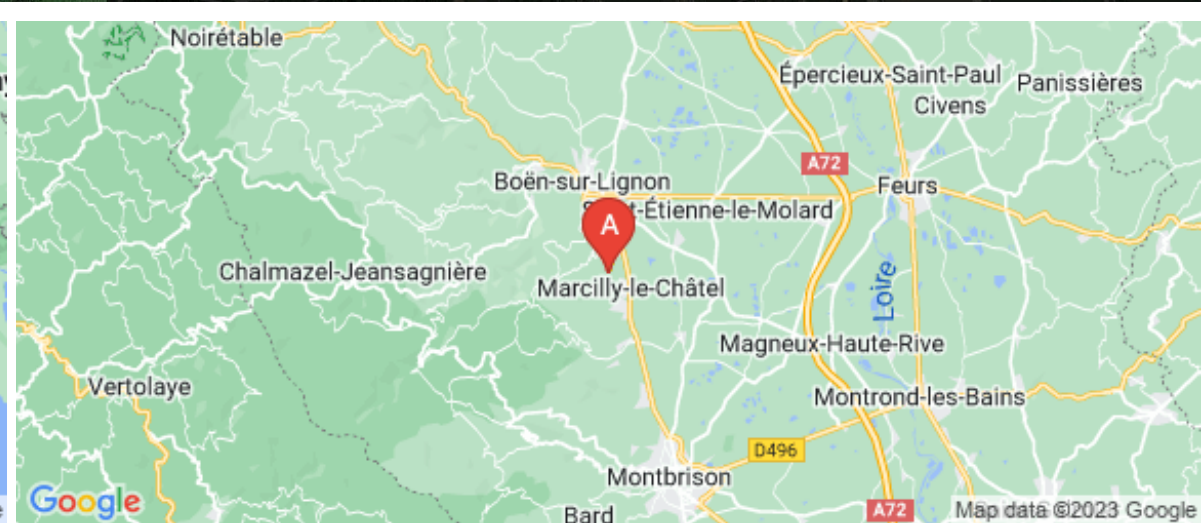 Noirétable
Épercieux-Saint-Paul
Panissières
Civens
A72
Boën-sur-Lignon
Feurs
t-Étienne-le-Molard
A
Chalmazel-Jeansagnière
Loire
Marcilly-le-Châtel
Magneux-Haute-Rive
Vertolaye
Montrond-les-Bains
D496
Montbrison
Google
Bard
A72
Map data ©2023 Google